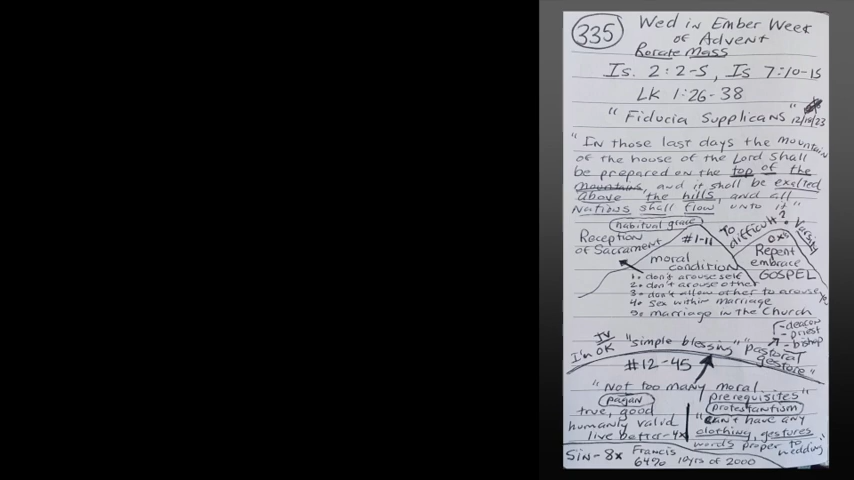 335
Wed in Ember Week
of Advent
Rorate Mass
Is. 2:2-5, Is 7:10-15
LK 1:26-38
"Fiducia Supplicans" 12/18/23
"In those last days the mountain
of the house of the Lord shall
be prepared on the top of the
mountains, and it shall be exalted
above the hills, and all
Nations shall flow unto it"
habitual grace
Reception
of Sacrament
#1-11
moral
condition
1. don't arouse self
2. don't arouse other
3. don't allow other to arouse
4. sex within marriage
5. marriage in the Church
To difficult?
0x
Repent
embrace
GOSPEL
IV
I'm OK
"simple blessing"
"Pastoral
gesture"
- deacon
- priest
- bishop
#12-45
"Not too many moral
prerequisites"
pagan
true, good
humanly valid
live better-4x
protestantism
"Can't have any
clothing, gestures
words proper to
wedding"
Sin-8x
Francis
64% 10yrs of 2000